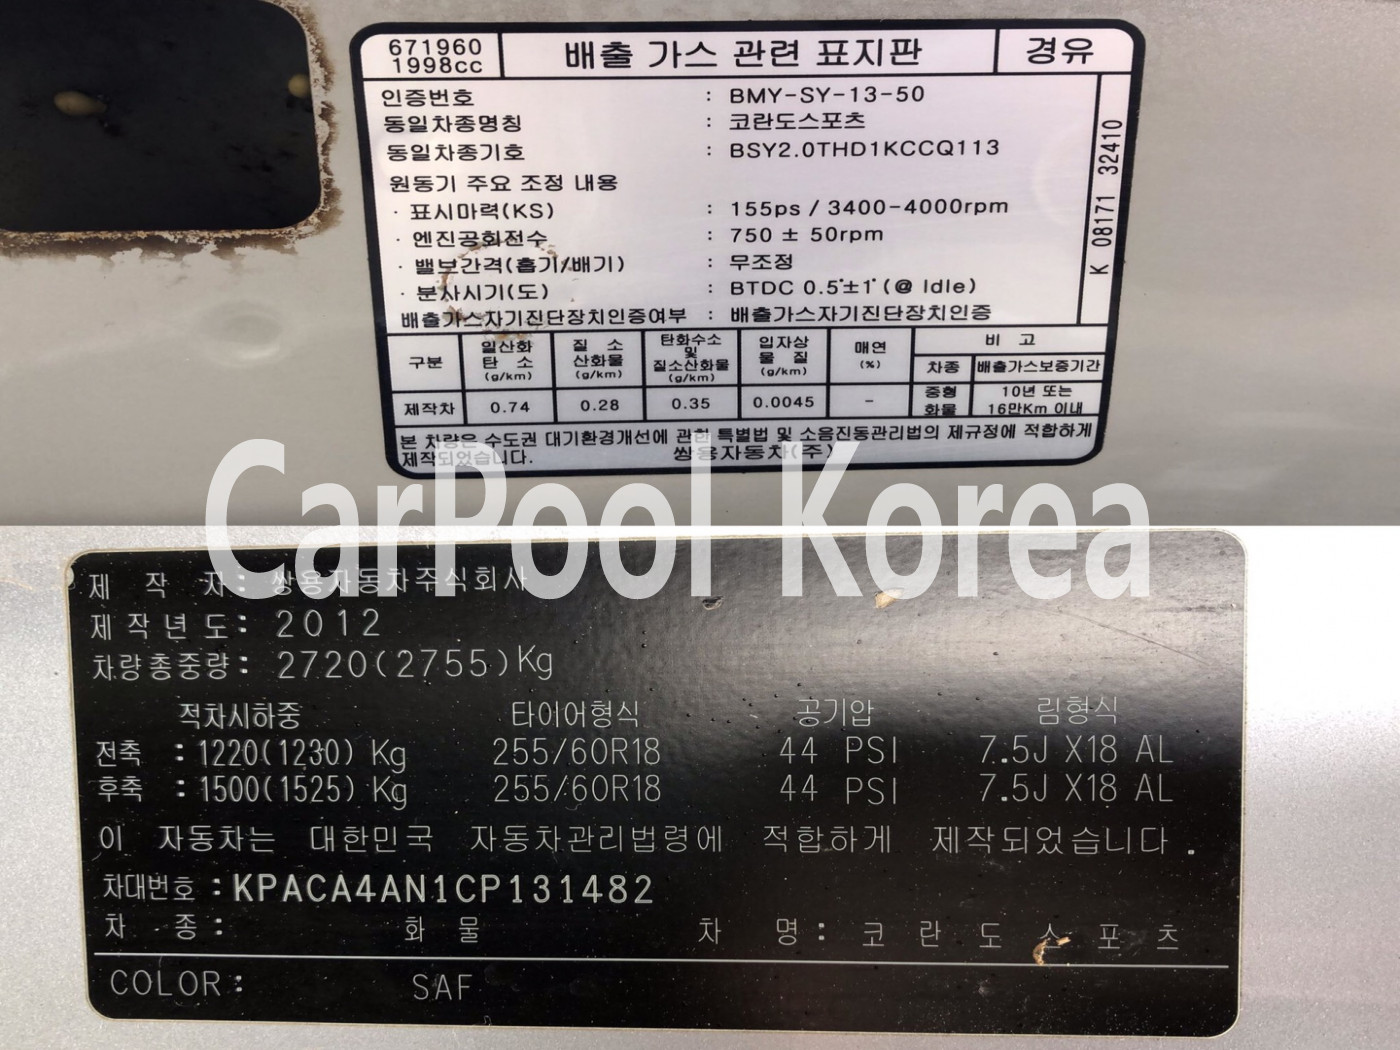 671960
1998cc
배출 가스 관련 표지판
경유
인증번호 : BMY-SY-13-50
동일차종명칭 : 코란도스포츠
동일차종기호 : BSY2.0THD1KCCQ113
원동기 주요 조정 내용
· 표시마력(KS) : 155ps / 3400-4000rpm
· 엔진공회전수 : 750 ± 50rpm
· 밸브간격(흡기/배기) : 무조정
· 분사시기(도) : BTDC 0.5°±1° (@ Idle)
배출가스자기진단장치인증여부 : 배출가스자기진단장치인증
K 08171 32410
구분 일산화탄소 (g/km) 질소산화물 (g/km) 탄화수소 및 질소산화물 (g/km) 입자상물질 (g/km) 매연 (%) 비고
차종 배출가스보증기간
제작차 0.74 0.28 0.35 0.0045 - 중형화물 10년 또는 16만Km 이내
본 차량은 수도권 대기환경개선에 관한 특별법 및 소음진동관리법의 제규정에 적합하게
제작되었습니다. 쌍용자동차(주)
CarPool Korea
제 작 자: 쌍용자동차주식회사
제작년도: 2012
차량총중량: 2720(2755)Kg
적차시하중 타이어형식 공기압 림형식
전축 : 1220(1230) Kg 255/60R18 44 PSI 7.5J X18 AL
후축 : 1500(1525) Kg 255/60R18 44 PSI 7.5J X18 AL
이 자동차는 대한민국 자동차관리법령에 적합하게 제작되었습니다.
차대번호 : KPACA4AN1CP131482
차 종: 화 물 차 명: 코 란 도 스 포 츠
COLOR: SAF